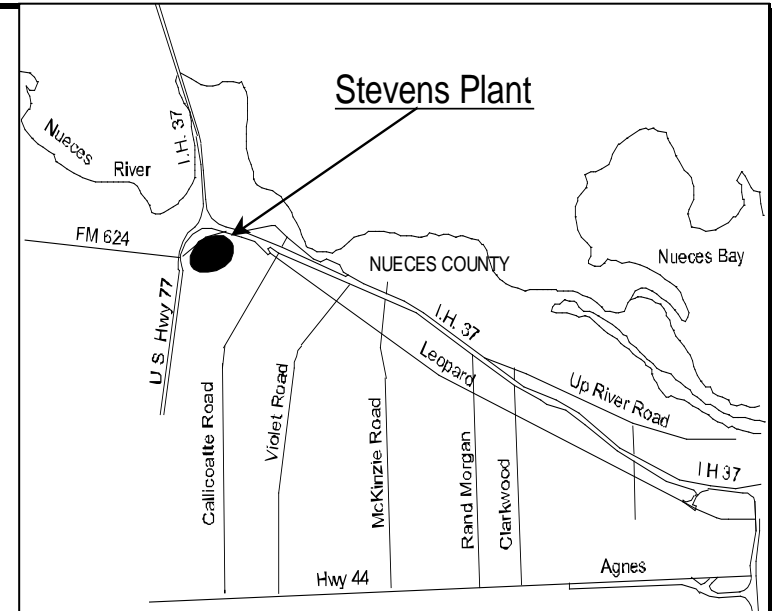 Stevens Plant
Nueces
River
I.H. 37
FM 624
NUECES COUNTY
Nueces Bay
U S Hwy 77
I.H. 37
Leopard
Up River Road
Callicoatte Road
Violet Road
McKinzie Road
Rand Morgan
Clarkwood
I H 37
Hwy 44
Agnes